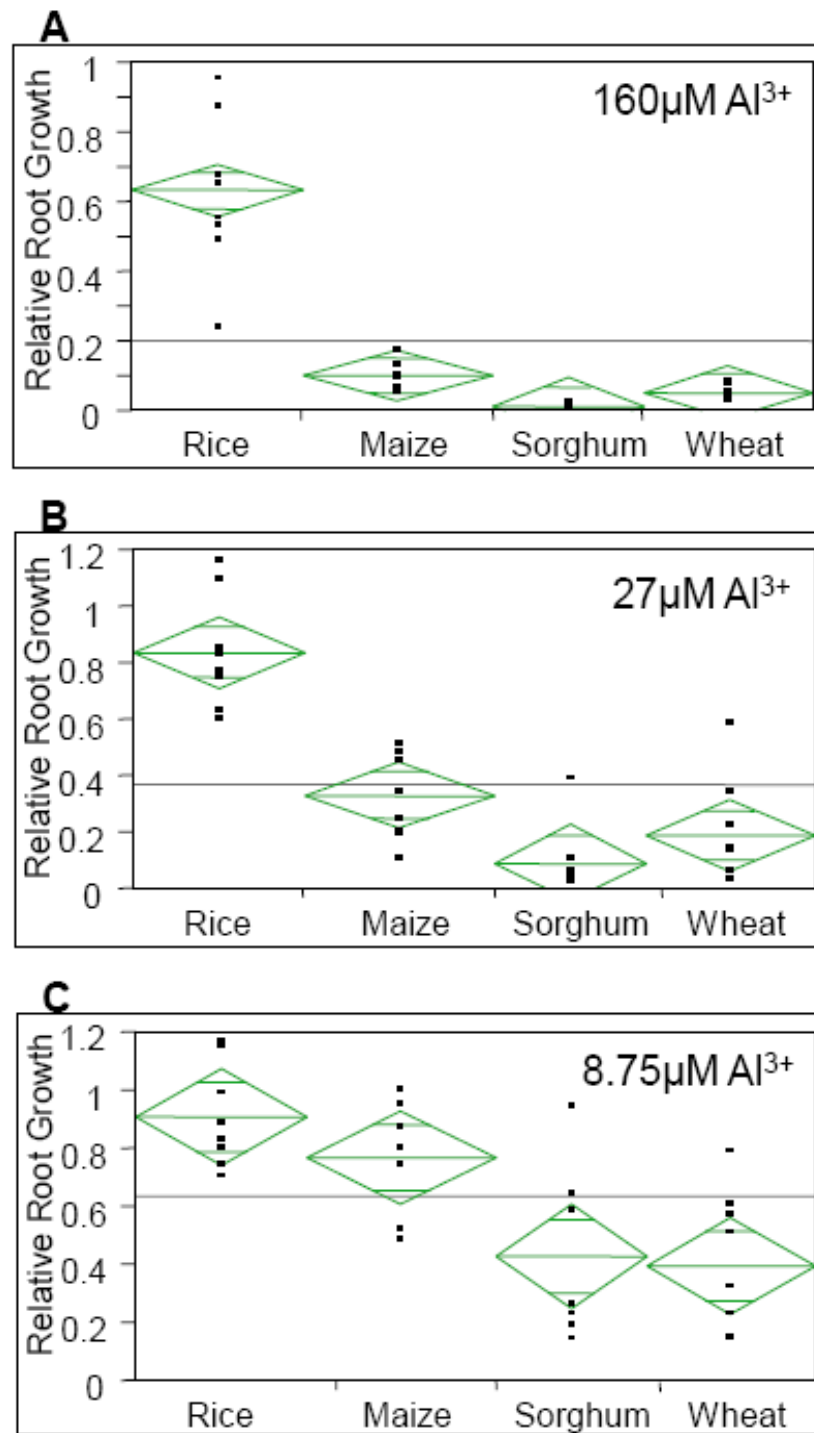 A
Relative Root Growth
160µM Al³⁺
1
0.8
0.6
0.4
0.2
0
Rice Maize Sorghum Wheat
B
Relative Root Growth
27µM Al³⁺
1.2
1
0.8
0.6
0.4
0.2
0
Rice Maize Sorghum Wheat
C
Relative Root Growth
8.75µM Al³⁺
1.2
1
0.8
0.6
0.4
0.2
0
Rice Maize Sorghum Wheat